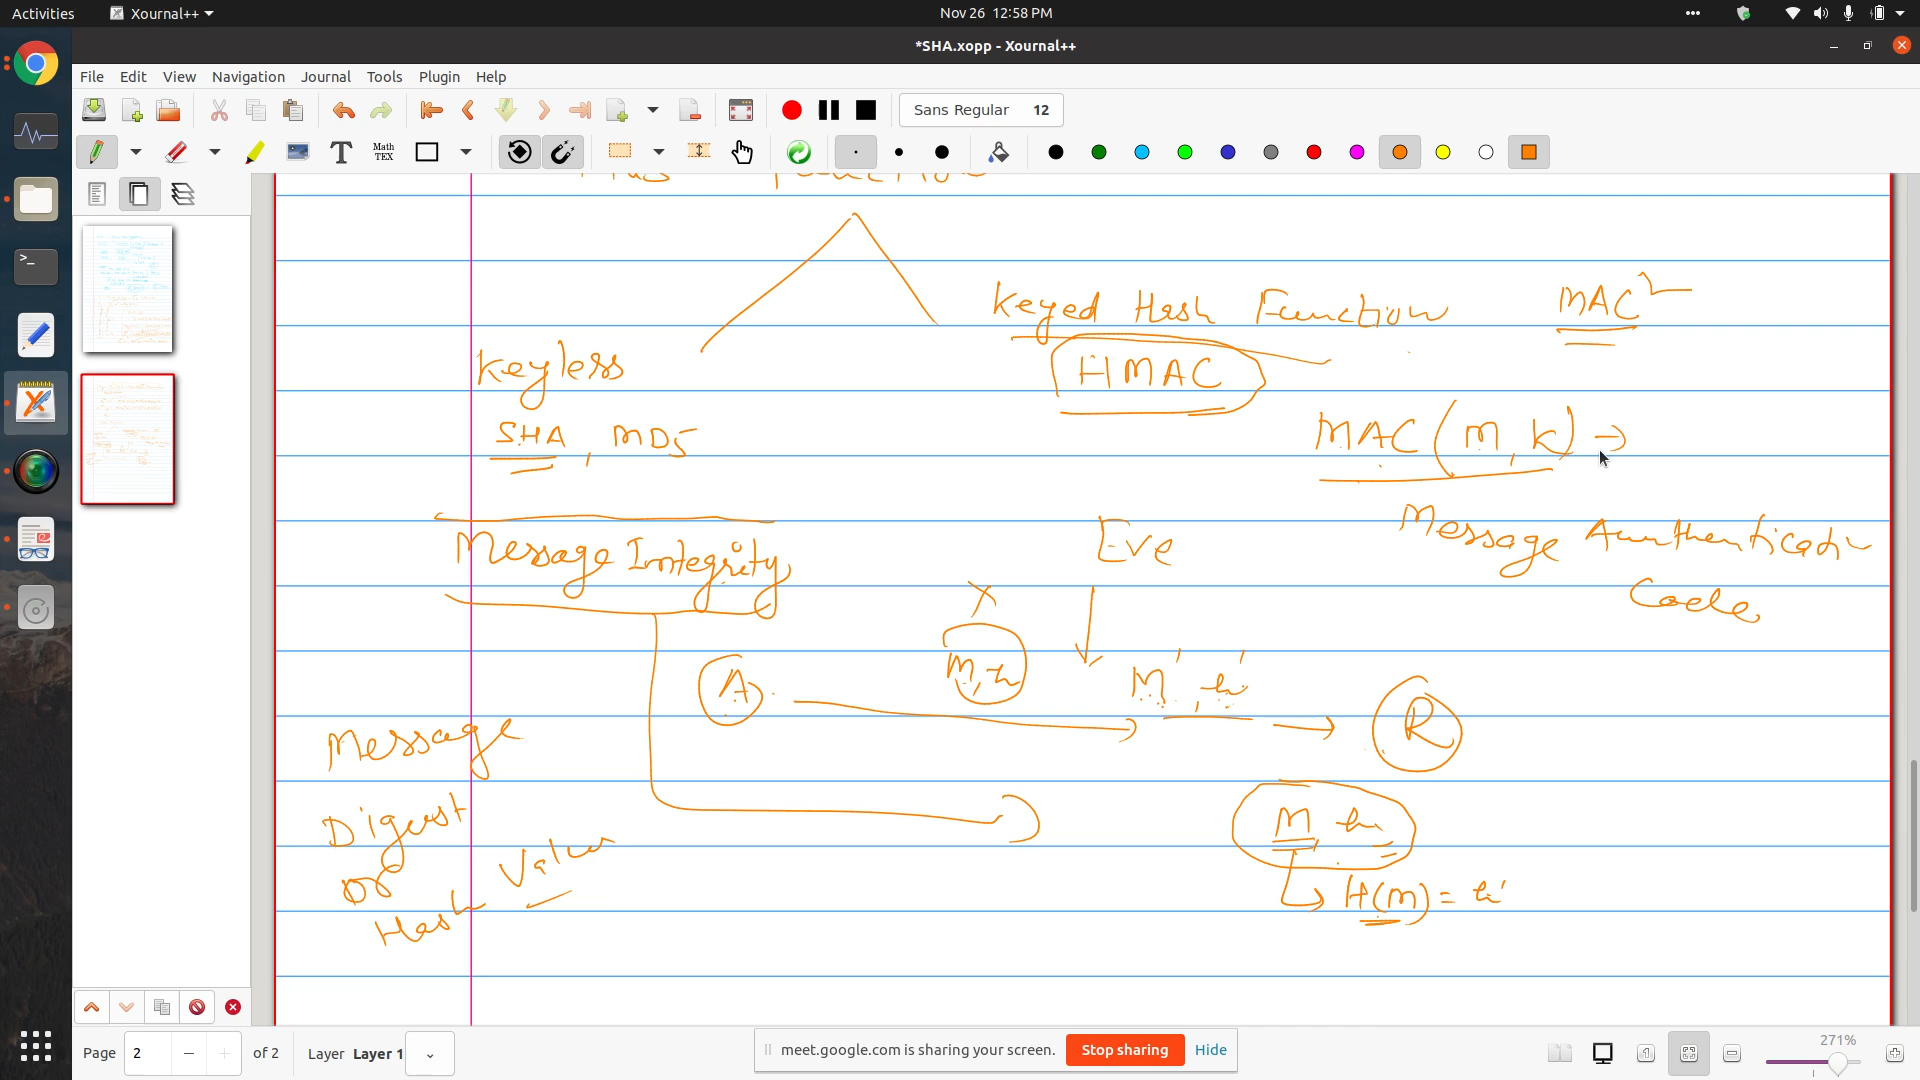 Activities
Xournal++
Nov 26 12:58 PM
*SHA.xopp - Xournal++
File Edit View Navigation Journal Tools Plugin Help
Sans Regular 12
T
Math
TEX
Keyed Hash Function
MAC
Keyless
HMAC
SHA, MD5
MAC (M, K) →
Message Integrity
Eve
Message Auuthenticatio
Code
M, h
A
M', h'
R
Message
Digest
or
Hash Value
M, h
H(M) = h'
Page 2 of 2 Layer Layer 1
meet.google.com is sharing your screen. Stop sharing Hide
271%